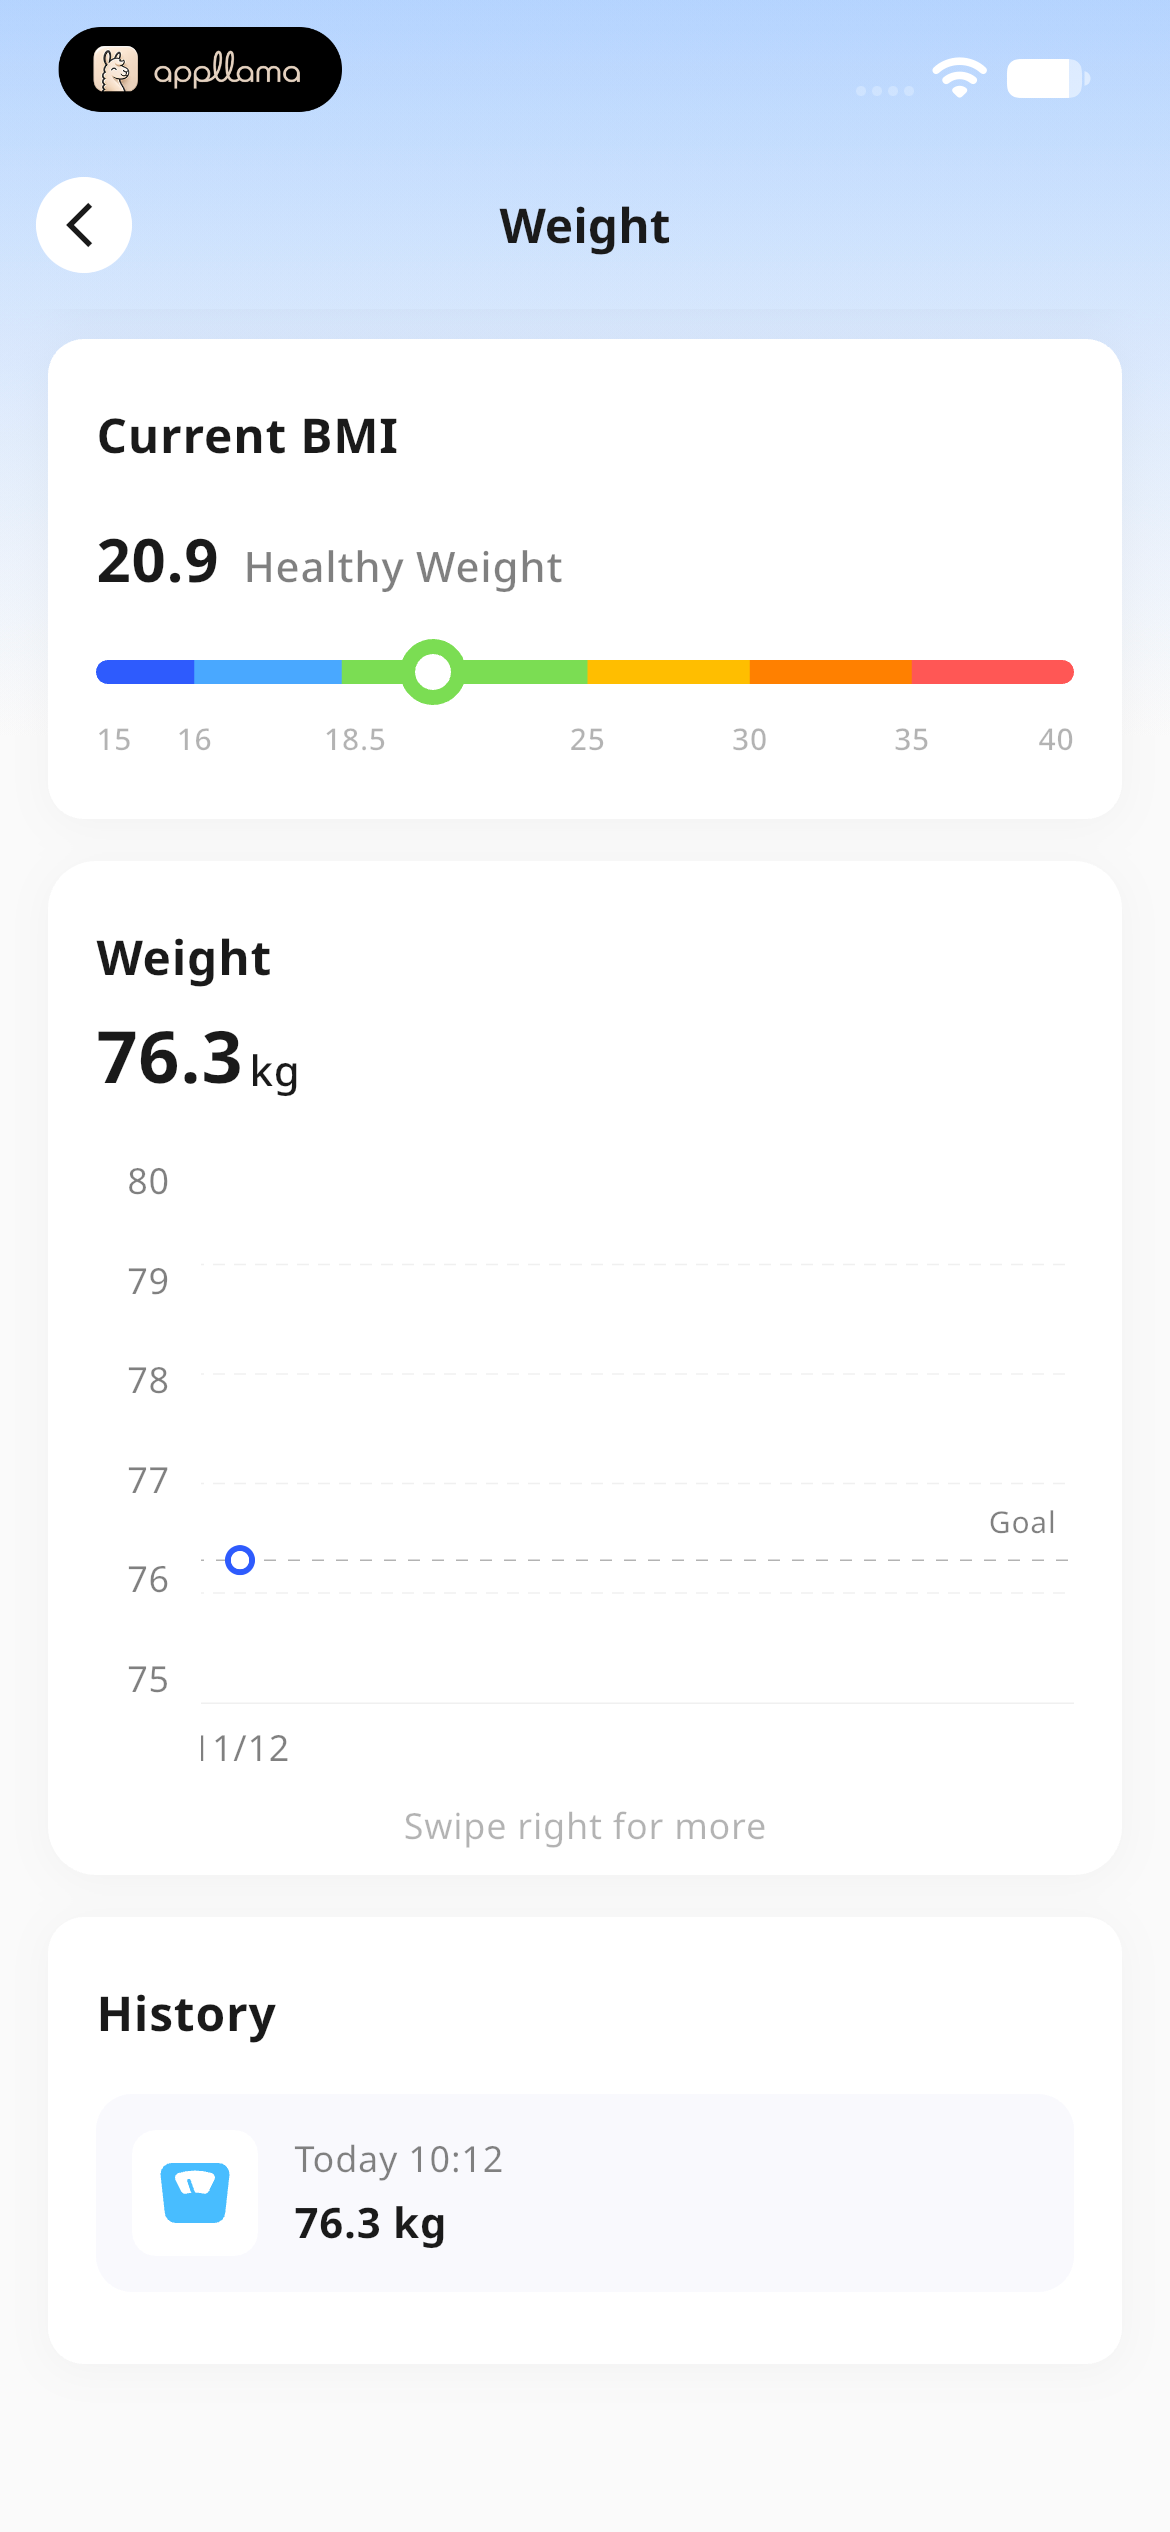 appllama
Weight
Current BMI
20.9 Healthy Weight
15 16 18.5 25 30 35 40
Weight
76.3 kg
80
79
78
77
Goal
76
75
11/12
Swipe right for more
History
Today 10:12
76.3 kg